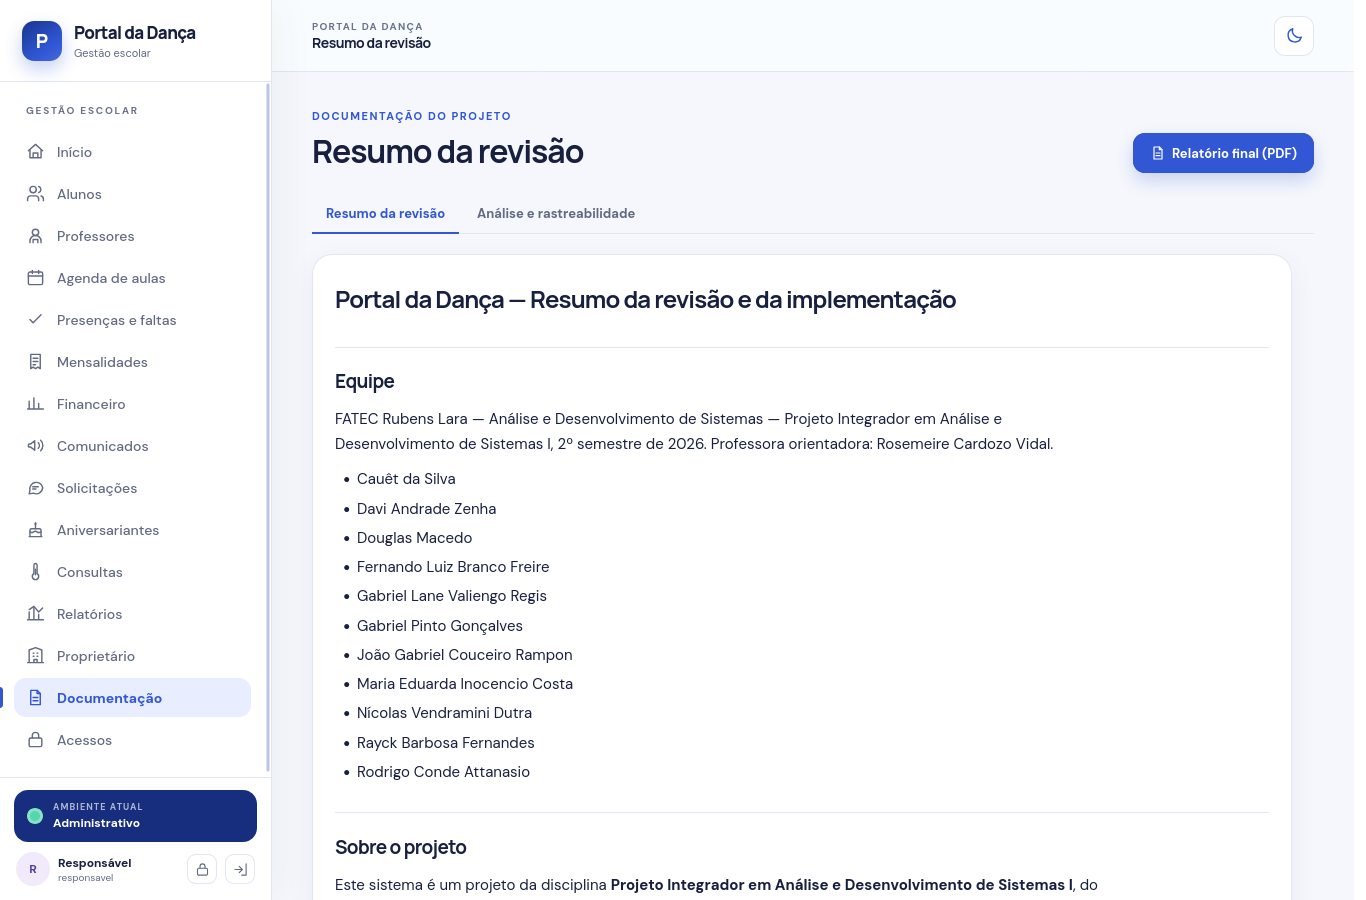 P
Portal da Dança
Gestão escolar
GESTÃO ESCOLAR
Início
Alunos
Professores
Agenda de aulas
Presenças e faltas
Mensalidades
Financeiro
Comunicados
Solicitações
Aniversariantes
Consultas
Relatórios
Proprietário
Documentação
Acessos
AMBIENTE ATUAL
Administrativo
R
Responsável
responsavel
PORTAL DA DANÇA
Resumo da revisão
DOCUMENTAÇÃO DO PROJETO
Resumo da revisão
Relatório final (PDF)
Resumo da revisão
Análise e rastreabilidade
Portal da Dança — Resumo da revisão e da implementação
Equipe
FATEC Rubens Lara — Análise e Desenvolvimento de Sistemas — Projeto Integrador em Análise e
Desenvolvimento de Sistemas I, 2º semestre de 2026. Professora orientadora: Rosemeire Cardozo Vidal.
• Cauêt da Silva
• Davi Andrade Zenha
• Douglas Macedo
• Fernando Luiz Branco Freire
• Gabriel Lane Valiengo Regis
• Gabriel Pinto Gonçalves
• João Gabriel Couceiro Rampon
• Maria Eduarda Inocencio Costa
• Nícolas Vendramini Dutra
• Rayck Barbosa Fernandes
• Rodrigo Conde Attanasio
Sobre o projeto
Este sistema é um projeto da disciplina Projeto Integrador em Análise e Desenvolvimento de Sistemas I, do